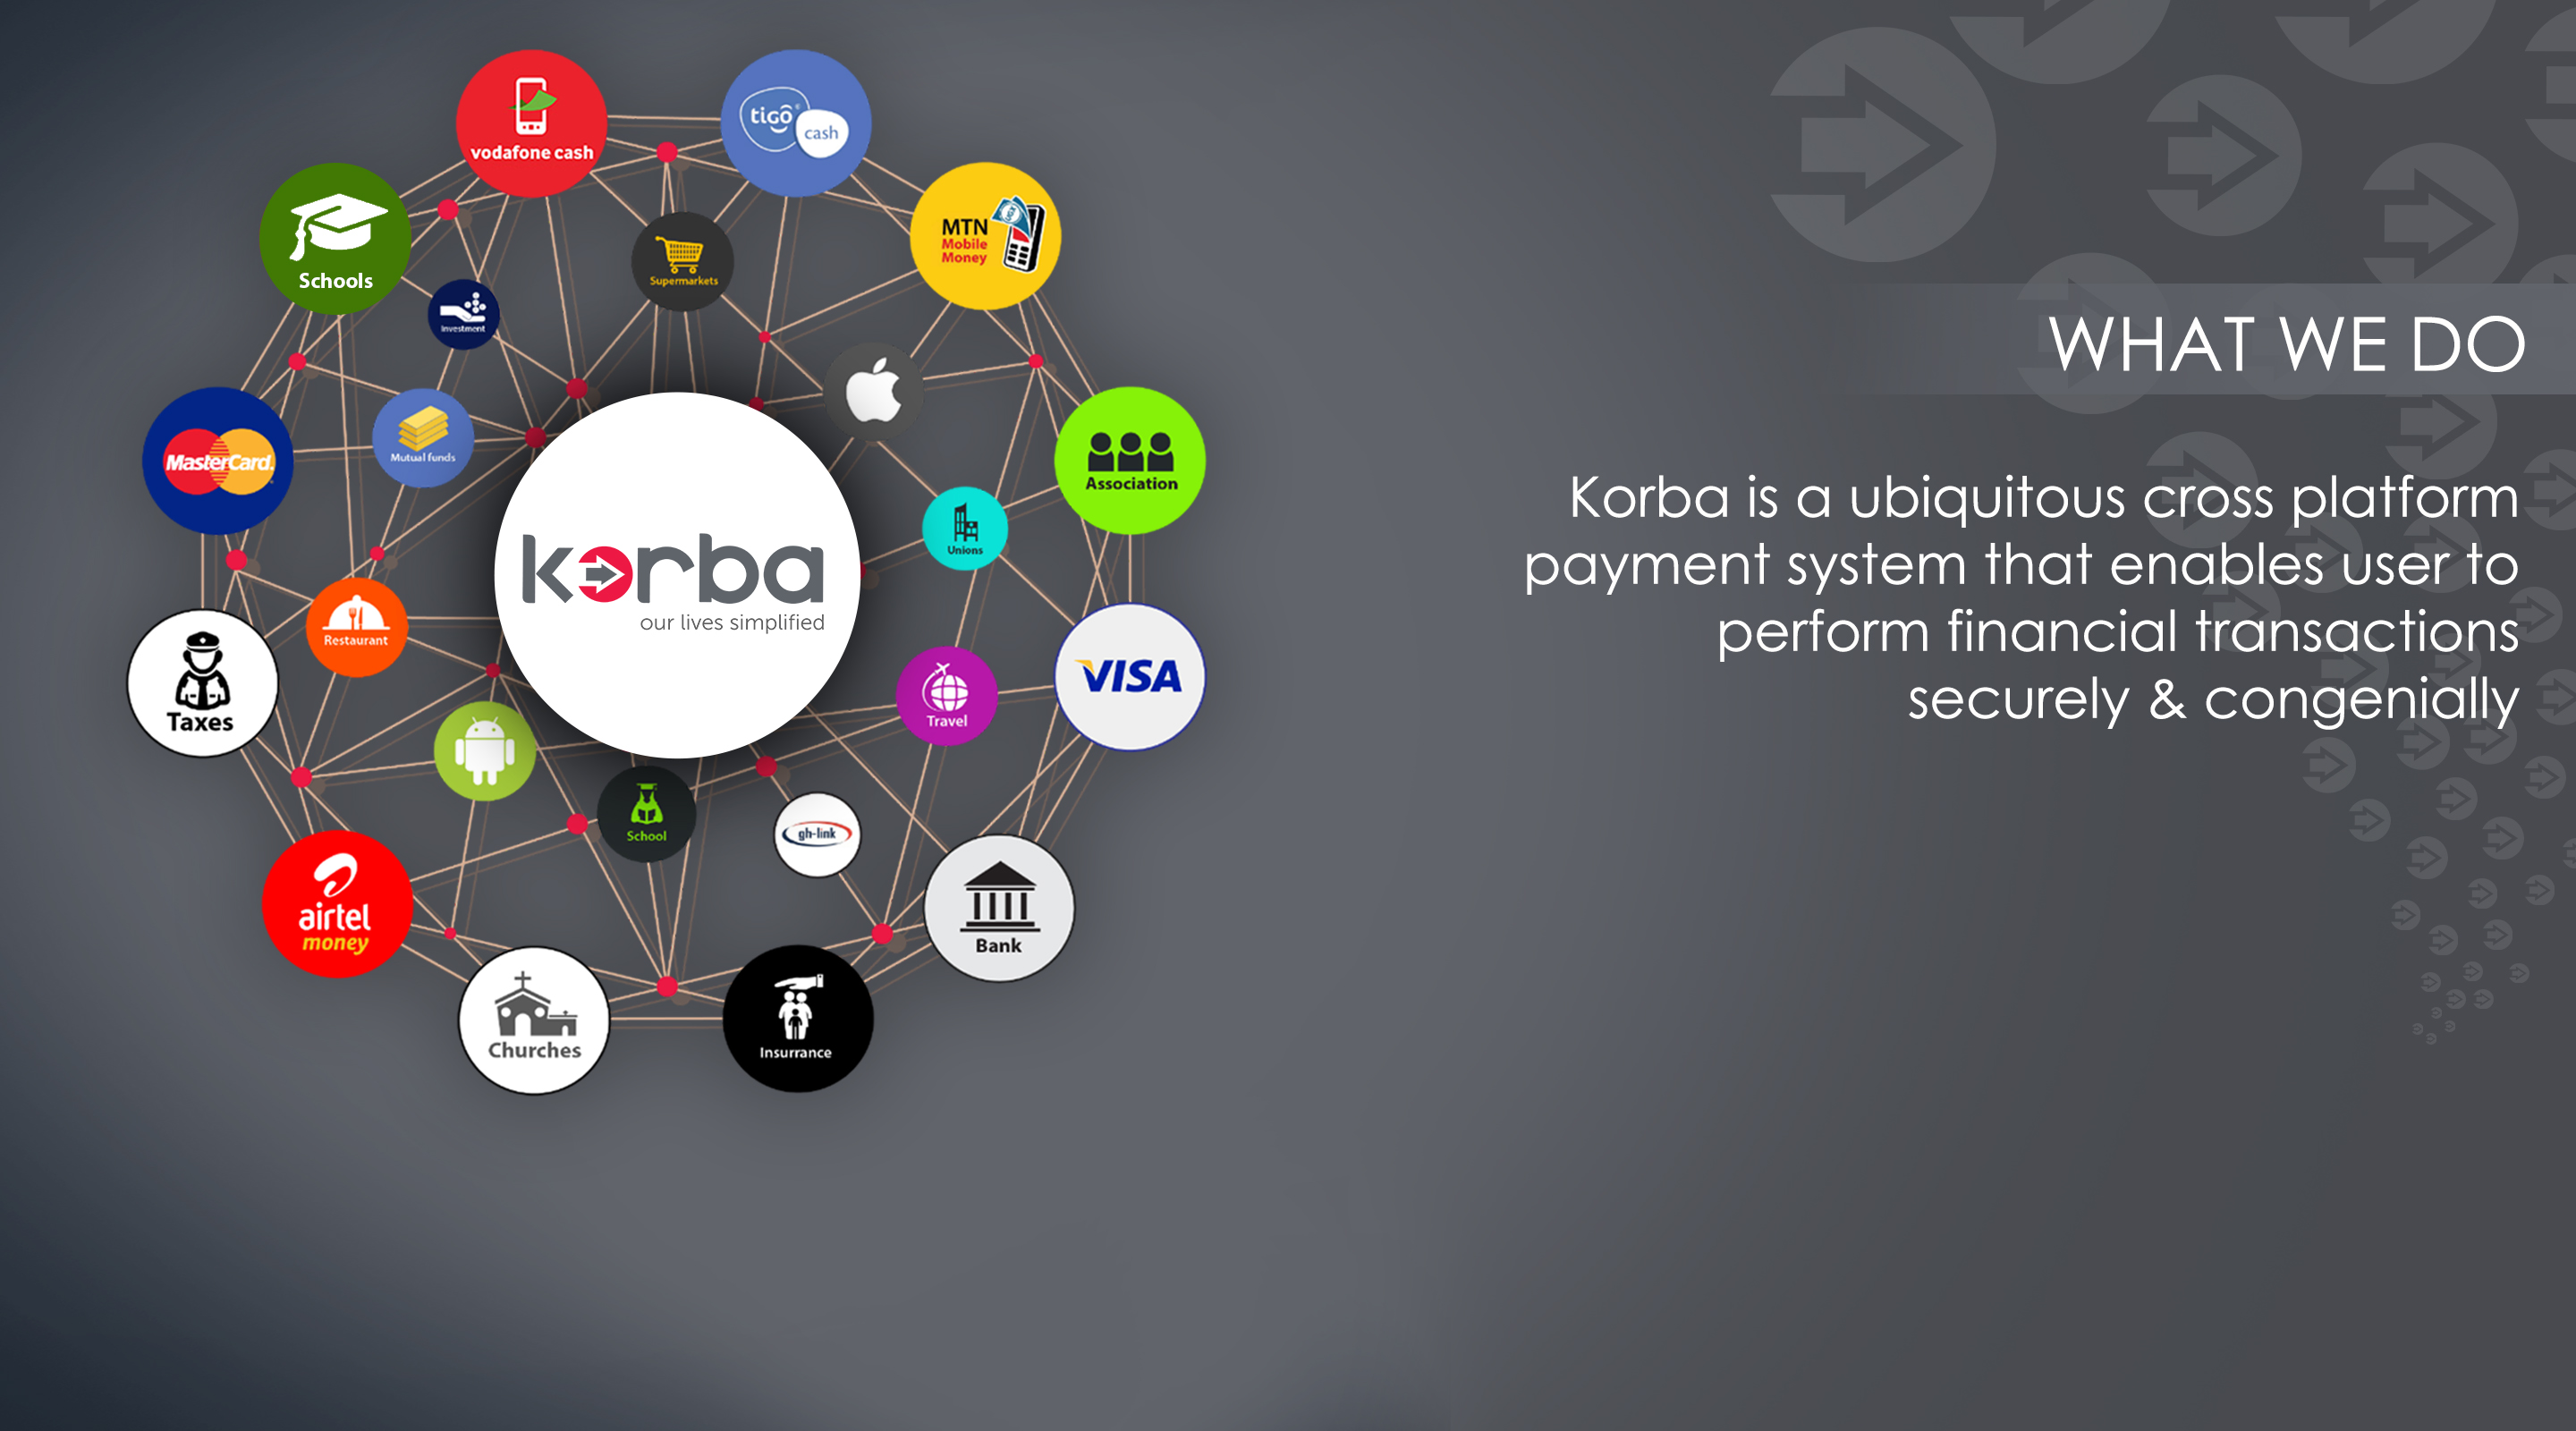 vodafone cash
tigo
cash
MTN
Mobile
Money
Schools
Supermarkets
Investment
MasterCard
Mutual funds
Association
Unions
korba
our lives simplified
Restaurant
Taxes
VISA
Travel
School
gh-link
airtel
money
Bank
Churches
Insurrance
WHAT WE DO
Korba is a ubiquitous cross platform
payment system that enables user to
perform financial transactions
securely & congenially